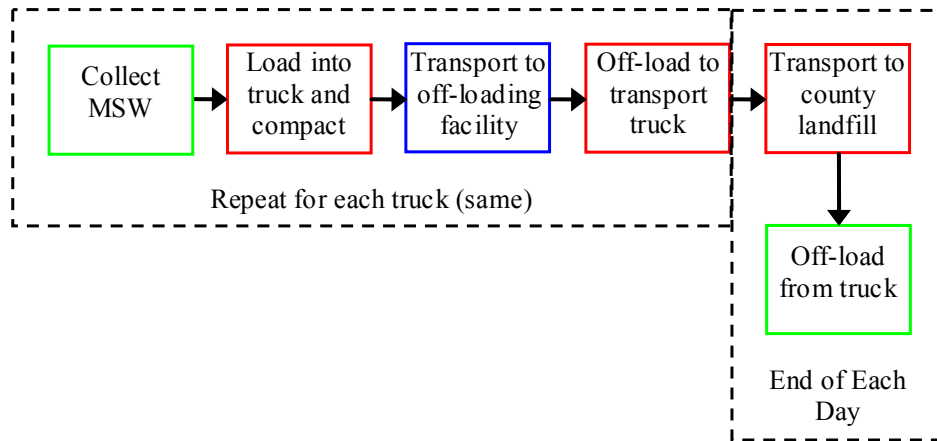 Collect
MSW
Load into
truck and
compact
Transport to
off-loading
facility
Off-load to
transport
truck
Transport to
county
landfill
Repeat for each truck (same)
Off-load
from truck
End of Each
Day